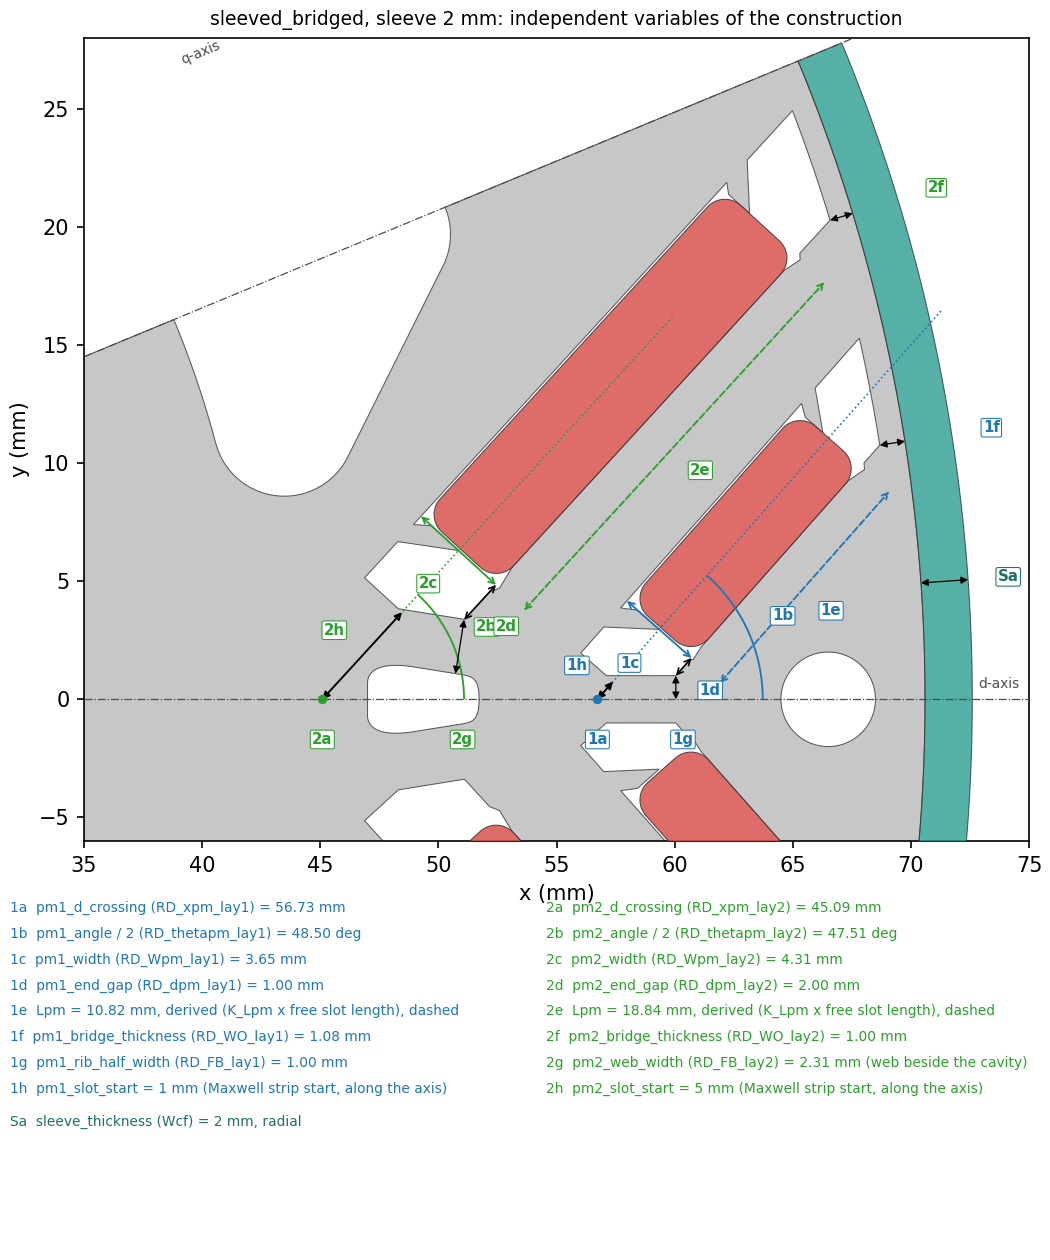 sleeved_bridged, sleeve 2 mm: independent variables of the construction
q-axis
25
2f
20
15
1f
y (mm)
10
2e
5
2c
Sa
2h
2b
2d
1b
1e
1h
1c
1d
d-axis
0
2a
2g
1a
1g
−5
35 40 45 50 55 60 65 70 75
x (mm)
1a pm1_d_crossing (RD_xpm_lay1) = 56.73 mm
1b pm1_angle / 2 (RD_thetapm_lay1) = 48.50 deg
1c pm1_width (RD_Wpm_lay1) = 3.65 mm
1d pm1_end_gap (RD_dpm_lay1) = 1.00 mm
1e Lpm = 10.82 mm, derived (K_Lpm x free slot length), dashed
1f pm1_bridge_thickness (RD_WO_lay1) = 1.08 mm
1g pm1_rib_half_width (RD_FB_lay1) = 1.00 mm
1h pm1_slot_start = 1 mm (Maxwell strip start, along the axis)
Sa sleeve_thickness (Wcf) = 2 mm, radial
2a pm2_d_crossing (RD_xpm_lay2) = 45.09 mm
2b pm2_angle / 2 (RD_thetapm_lay2) = 47.51 deg
2c pm2_width (RD_Wpm_lay2) = 4.31 mm
2d pm2_end_gap (RD_dpm_lay2) = 2.00 mm
2e Lpm = 18.84 mm, derived (K_Lpm x free slot length), dashed
2f pm2_bridge_thickness (RD_WO_lay2) = 1.00 mm
2g pm2_web_width (RD_FB_lay2) = 2.31 mm (web beside the cavity)
2h pm2_slot_start = 5 mm (Maxwell strip start, along the axis)